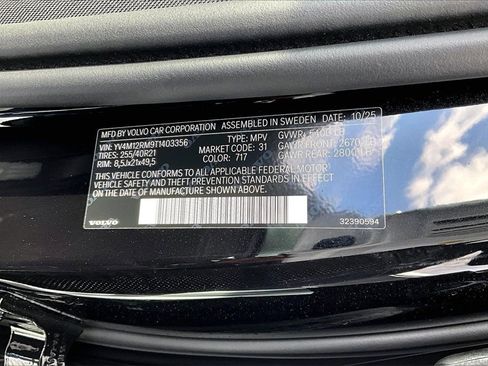 BY: VOLVO CAR CORPORATION ASSEMBLED IN SWEDEN 10/25
VIN: YV4M12RM9T1403356 TYPE: MPV GVWR: 5400 LB
TIRES: 255/40R21 MARKET CODE: 31 GAWR FRONT: 2670 LB
RIM: 8,5Jx21x49,5 COLOR: 717 GAWR REAR: 2800 LB
THIS VEHICLE CONFORMS TO ALL APPLICABLE FEDERAL MOTOR
VEHICLE SAFETY AND THEFT PREVENTION STANDARDS IN EFFECT
ON THE DATE OF MANUFACTURE SHOWN ABOVE.
VOLVO 32390594